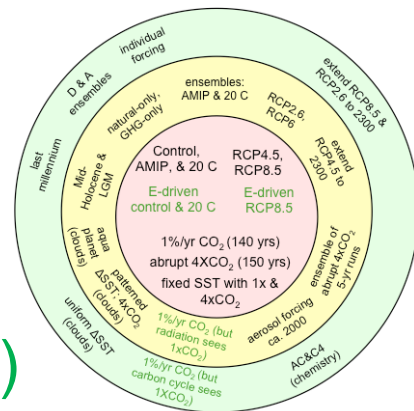 individual
forcing
D & A
ensembles
last
millennium
extend RCP8.5 &
RCP2.6 to 2300
natural-only,
GHG-only
ensembles:
AMIP & 20 C
RCP2.6,
RCP6
extend
RCP4.5 to
2300
Mid-
Holocene &
LGM
Control,
AMIP, & 20 C
RCP4.5,
RCP8.5
E-driven
control & 20 C
E-driven
RCP8.5
1%/yr CO₂ (140 yrs)
abrupt 4XCO₂ (150 yrs)
fixed SST with 1x &
4xCO₂
aqua
planet
(clouds)
patterned
ΔSST; 4XCO₂
(clouds)
uniform ΔSST
(clouds)
1%/yr CO₂ (but
radiation sees
1xCO₂)
1%/yr CO₂ (but
carbon cycle sees
1XCO₂)
aerosol forcing
ca. 2000
ensemble of
abrupt 4XCO₂
5-yr runs
AC&C4
(chemistry)
)